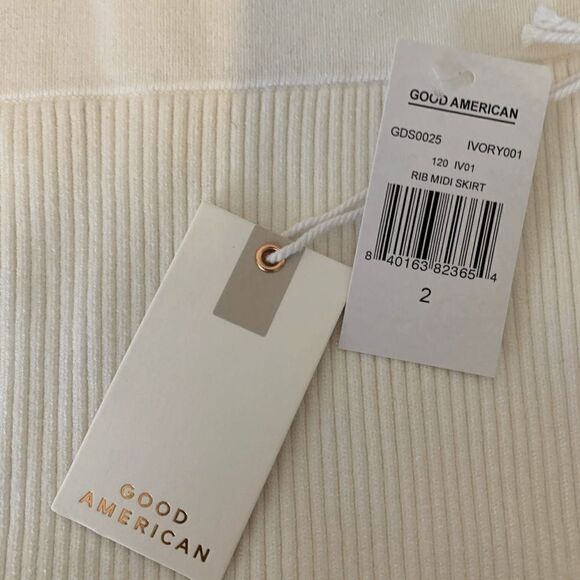 GOOD AMERICAN
GDS0025 IVORY001
120 IV01
RIB MIDI SKIRT
8 40163 82365 4
2
GOOD
AMERICAN